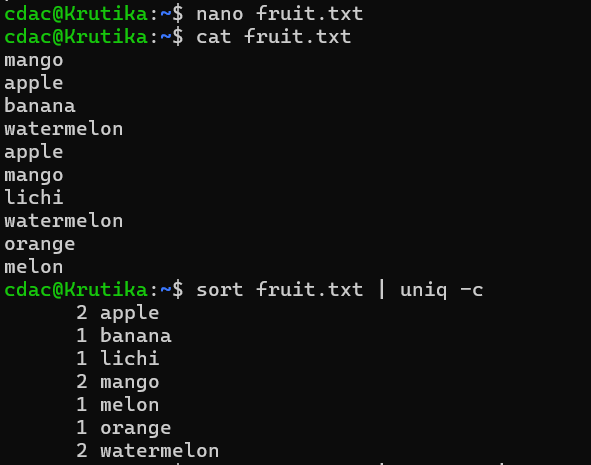 cdac@Krutika:~$ nano fruit.txt
cdac@Krutika:~$ cat fruit.txt
mango
apple
banana
watermelon
apple
mango
lichi
watermelon
orange
melon
cdac@Krutika:~$ sort fruit.txt | uniq -c
      2 apple
      1 banana
      1 lichi
      2 mango
      1 melon
      1 orange
      2 watermelon